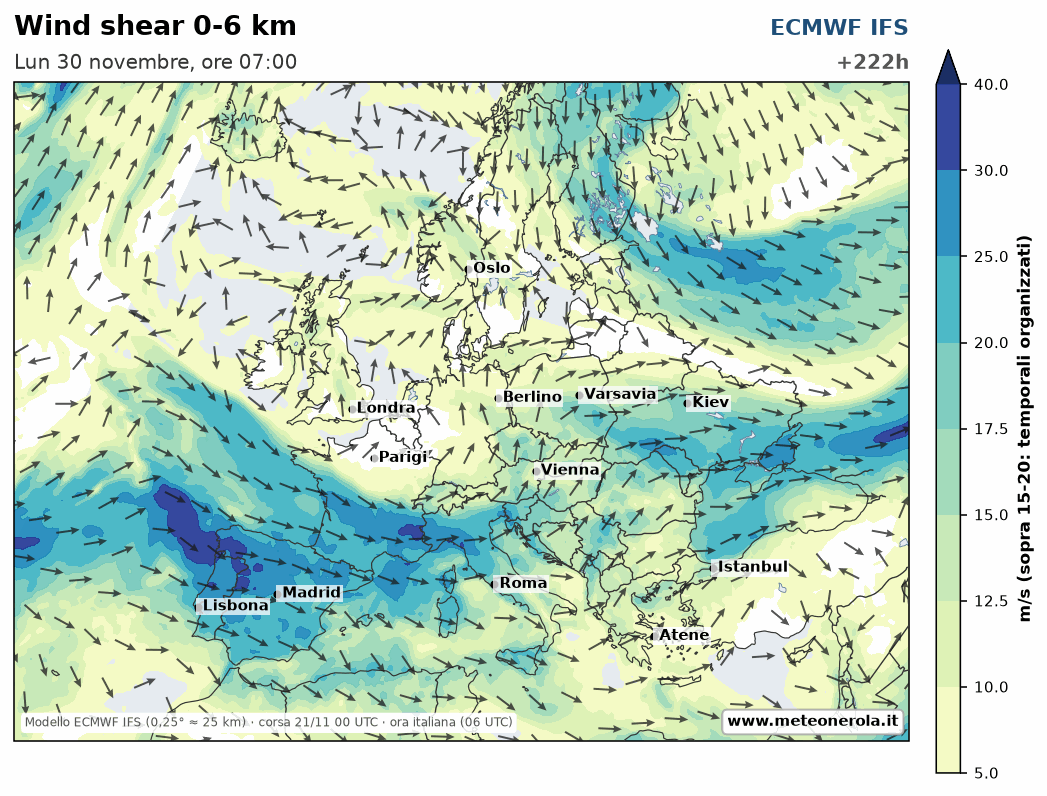 Wind shear 0-6 km
ECMWF IFS
Lun 30 novembre, ore 07:00
+222h
Oslo
Londra
Berlino
Varsavia
Kiev
Parigi
Vienna
Istanbul
Roma
Madrid
Lisbona
Atene
Modello ECMWF IFS (0,25° ≈ 25 km) · corsa 21/11 00 UTC · ora italiana (06 UTC)
www.meteonerola.it
40.0
30.0
25.0
20.0
17.5
15.0
12.5
10.0
5.0
m/s (sopra 15-20: temporali organizzati)